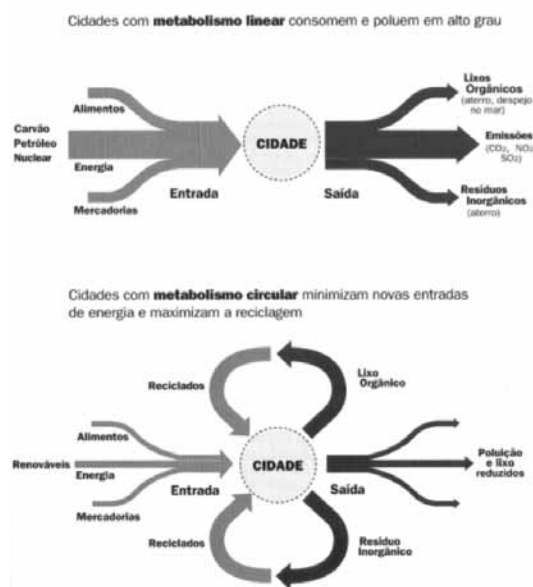 Cidades com metabolismo linear consomem e poluem em alto grau
Alimentos
Carvão
Petróleo
Nuclear
Energia
Mercadorias
Entrada
CIDADE
Saída
Lixos
Orgânicos
(aterro, despejo
no mar)
Emissões
(CO2, NO2
SO2)
Resíduos
Inorgânicos
(aterro)
Cidades com metabolismo circular minimizam novas entradas
de energia e maximizam a reciclagem
Reciclados
Lixo
Orgânico
Alimentos
Renováveis
Energia
Mercadorias
Entrada
CIDADE
Saída
Poluição
e lixo
reduzidos
Reciclados
Resíduo
Inorgânico